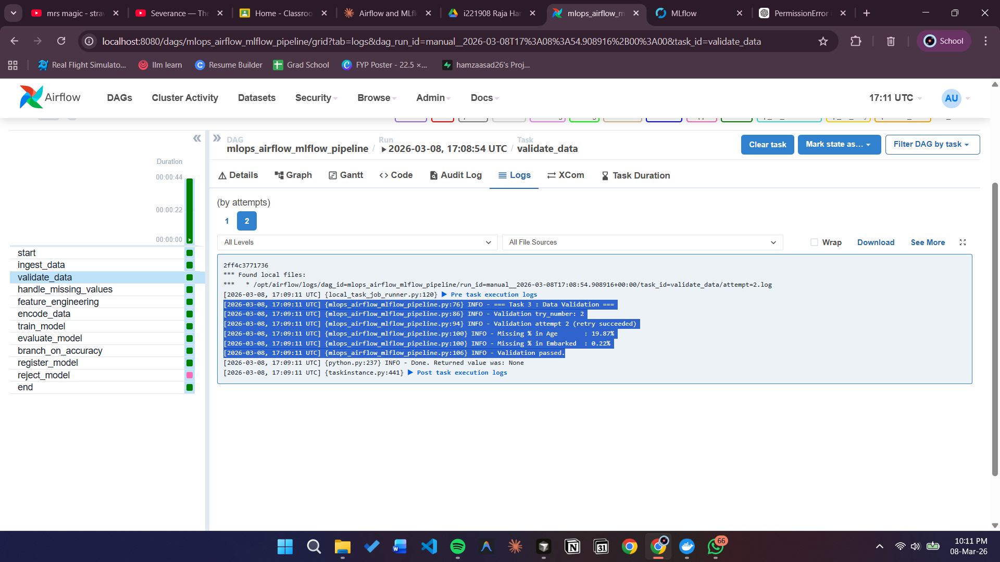 mrs magic - stra
Severance — The
Home - Classroo
Airflow and MLfl
i221908 Raja Har
mlops_airflow_m
MLflow
PermissionError
localhost:8080/dags/mlops_airflow_mlflow_pipeline/grid?tab=logs&dag_run_id=manual__2026-03-08T17%3A08%3A54.908916%2B00%3A00&task_id=validate_data
School
Real Flight Simulato...
llm learn
Resume Builder
Grad School
FYP Poster - 22.5 ×...
hamzaasad26's Proj...
Airflow
DAGs
Cluster Activity
Datasets
Security
Browse
Admin
Docs
17:11 UTC
AU
DAG
mlops_airflow_mlflow_pipeline
/
Run
2026-03-08, 17:08:54 UTC
/
Task
validate_data
Clear task
Mark state as...
Filter DAG by task
Duration
00:00:44
00:00:22
00:00:00
start
ingest_data
validate_data
handle_missing_values
feature_engineering
encode_data
train_model
evaluate_model
branch_on_accuracy
register_model
reject_model
end
Details
Graph
Gantt
Code
Audit Log
Logs
XCom
Task Duration
(by attempts)
1
2
All Levels
All File Sources
Wrap
Download
See More
2ff4c3771736
*** Found local files:
***   * /opt/airflow/logs/dag_id=mlops_airflow_mlflow_pipeline/run_id=manual__2026-03-08T17:08:54.908916+00:00/task_id=validate_data/attempt=2.log
[2026-03-08, 17:09:11 UTC] {local_task_job_runner.py:120} ▶ Pre task execution logs
[2026-03-08, 17:09:11 UTC] {mlops_airflow_mlflow_pipeline.py:76} INFO - === Task 3 : Data Validation ===
[2026-03-08, 17:09:11 UTC] {mlops_airflow_mlflow_pipeline.py:86} INFO - Validation try_number: 2
[2026-03-08, 17:09:11 UTC] {mlops_airflow_mlflow_pipeline.py:94} INFO - Validation attempt 2 (retry succeeded)
[2026-03-08, 17:09:11 UTC] {mlops_airflow_mlflow_pipeline.py:100} INFO - Missing % in Age       : 19.87%
[2026-03-08, 17:09:11 UTC] {mlops_airflow_mlflow_pipeline.py:100} INFO - Missing % in Embarked  : 0.22%
[2026-03-08, 17:09:11 UTC] {mlops_airflow_mlflow_pipeline.py:106} INFO - Validation passed.
[2026-03-08, 17:09:11 UTC] {python.py:237} INFO - Done. Returned value was: None
[2026-03-08, 17:09:11 UTC] {taskinstance.py:441} ▶ Post task execution logs
31
66
10:11 PM
08-Mar-26